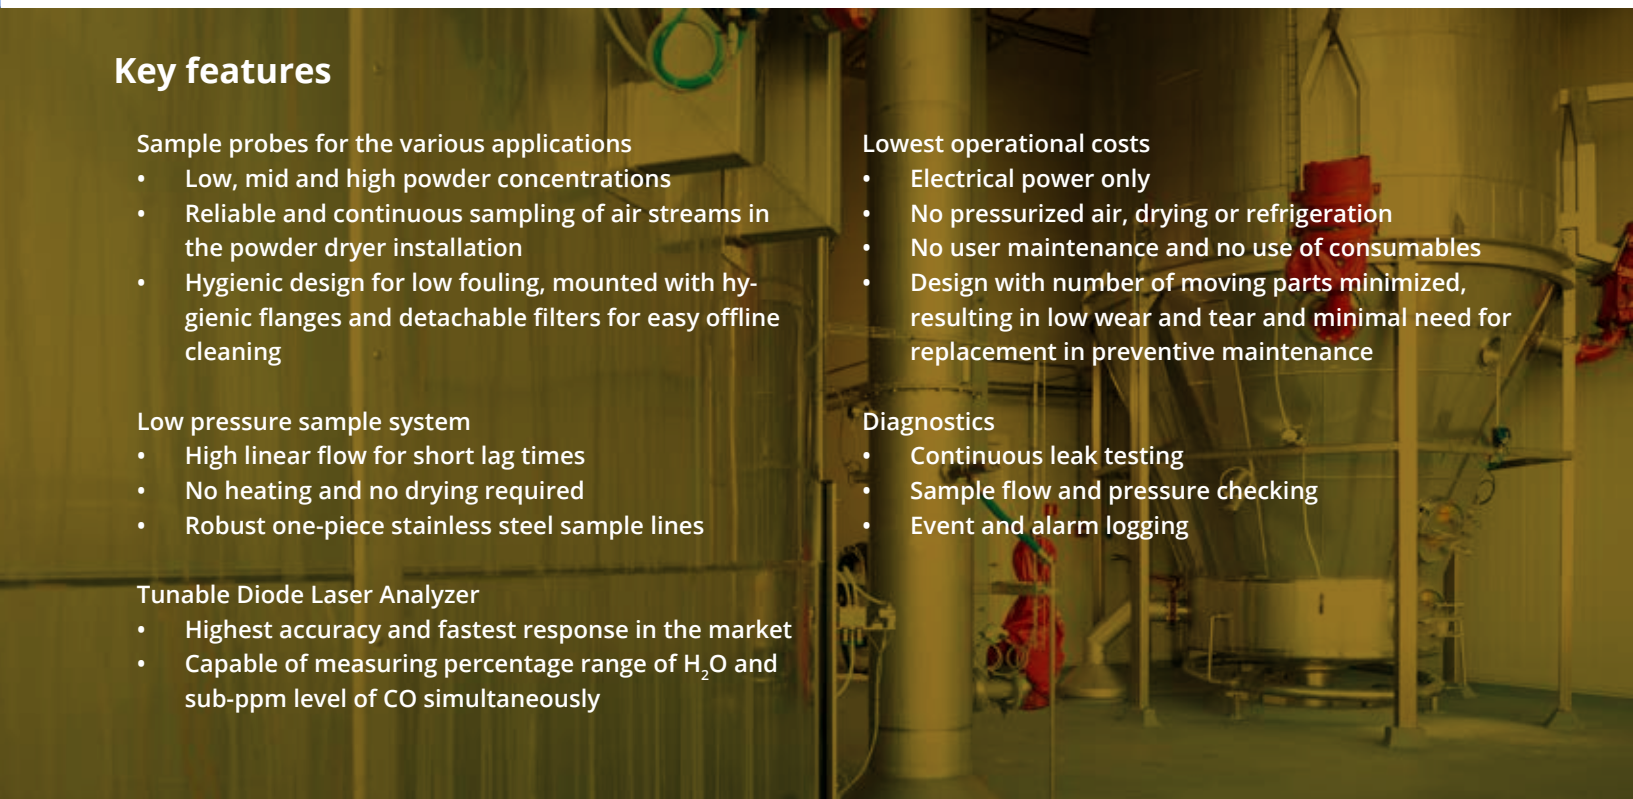 Key features
Sample probes for the various applications
• Low, mid and high powder concentrations
• Reliable and continuous sampling of air streams in
the powder dryer installation
• Hygienic design for low fouling, mounted with hy-
gienic flanges and detachable filters for easy offline
cleaning
Low pressure sample system
• High linear flow for short lag times
• No heating and no drying required
• Robust one-piece stainless steel sample lines
Tunable Diode Laser Analyzer
• Highest accuracy and fastest response in the market
• Capable of measuring percentage range of H₂O and
sub-ppm level of CO simultaneously
Lowest operational costs
• Electrical power only
• No pressurized air, drying or refrigeration
• No user maintenance and no use of consumables
• Design with number of moving parts minimized,
resulting in low wear and tear and minimal need for
replacement in preventive maintenance
Diagnostics
• Continuous leak testing
• Sample flow and pressure checking
• Event and alarm logging